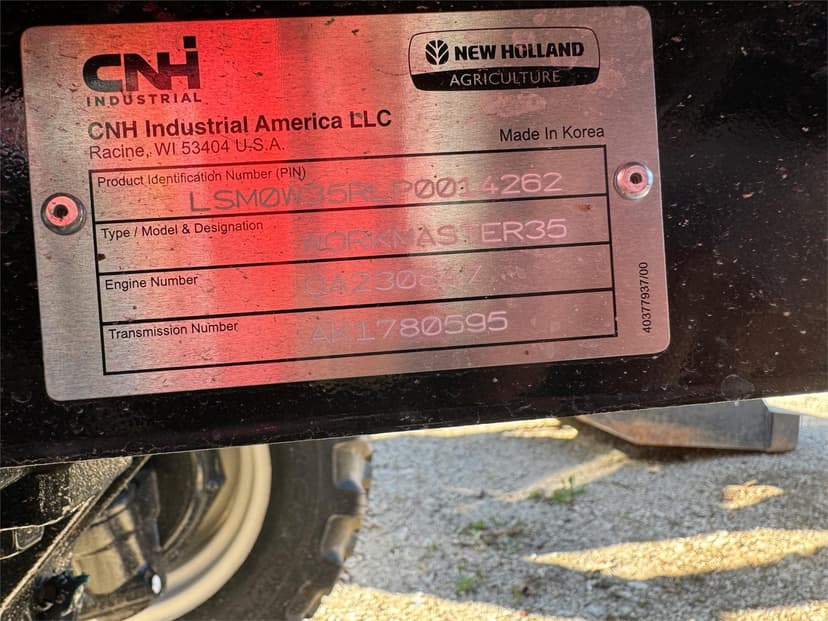 CNH
INDUSTRIAL
NEW HOLLAND
AGRICULTURE
CNH Industrial America LLC
Racine, WI 53404 U.S.A.
Made In Korea
Product Identification Number (PIN)
LSM0W35RLP0014262
Type / Model & Designation
WORKMASTER35
Engine Number
Transmission Number
AK1780595
40377937/00